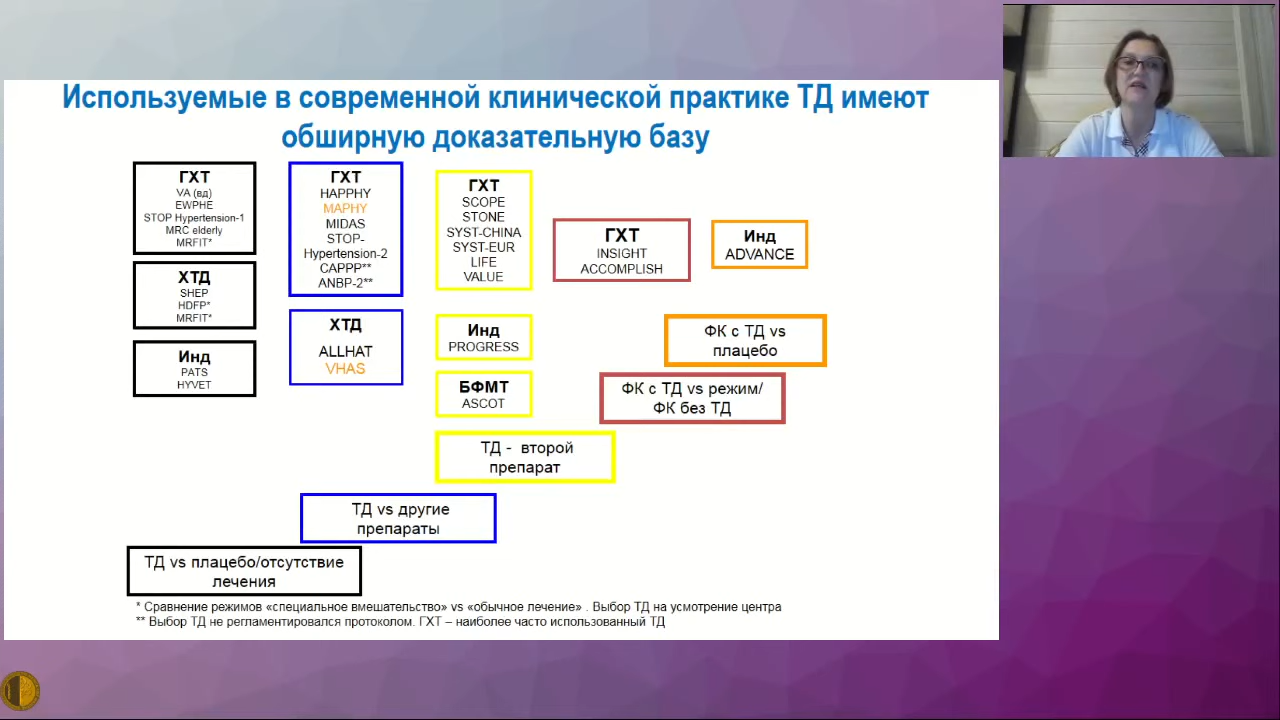 Используемые в современной клинической практике ТД имеют
обширную доказательную базу
ГХТ
VA (вд)
EWPHE
STOP Hypertension-1
MRC elderly
MRFIT*
ХТД
SHEP
HDFP*
MRFIT*
Инд
PATS
HYVET
ГХТ
HAPPHY
MAPHY
MIDAS
STOP-
Hypertension-2
CAPPP**
ANBP-2**
ХТД
ALLHAT
VHAS
ГХТ
SCOPE
STONE
SYST-CHINA
SYST-EUR
LIFE
VALUE
Инд
PROGRESS
БФМТ
ASCOT
ГХТ
INSIGHT
ACCOMPLISH
Инд
ADVANCE
ФК с ТД vs
плацебо
ФК с ТД vs режим/
ФК без ТД
ТД - второй
препарат
ТД vs другие
препараты
ТД vs плацебо/отсутствие
лечения
* Сравнение режимов «специальное вмешательство» vs «обычное лечение» . Выбор ТД на усмотрение центра
** Выбор ТД не регламентировался протоколом. ГХТ – наиболее часто использованный ТД